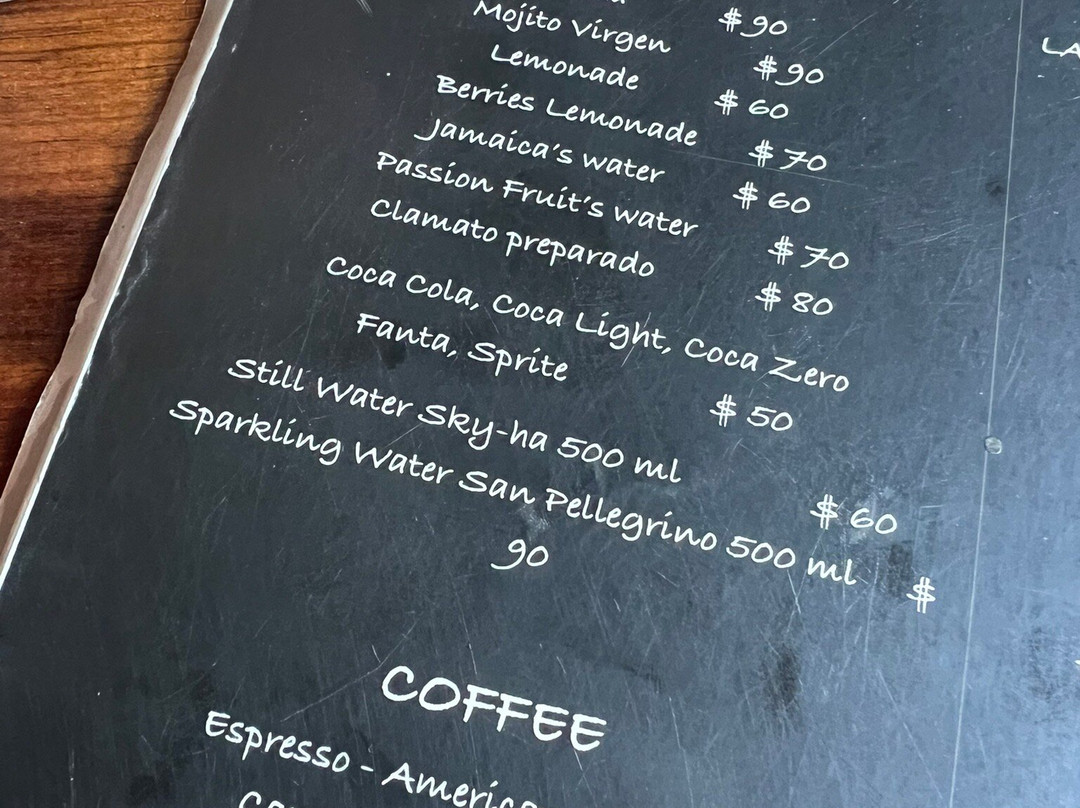 $ 90
Mojito Virgen $ 90
Lemonade $ 60
Berries Lemonade $ 70
Jamaica's water $ 60
Passion Fruit's water $ 70
Clamato preparado $ 80
Coca Cola, Coca Light, Coca Zero
Fanta, Sprite $ 50
Still Water Sky-ha 500 ml $ 60
Sparkling Water San Pellegrino 500 ml $
90
COFFEE
Espresso -
LA